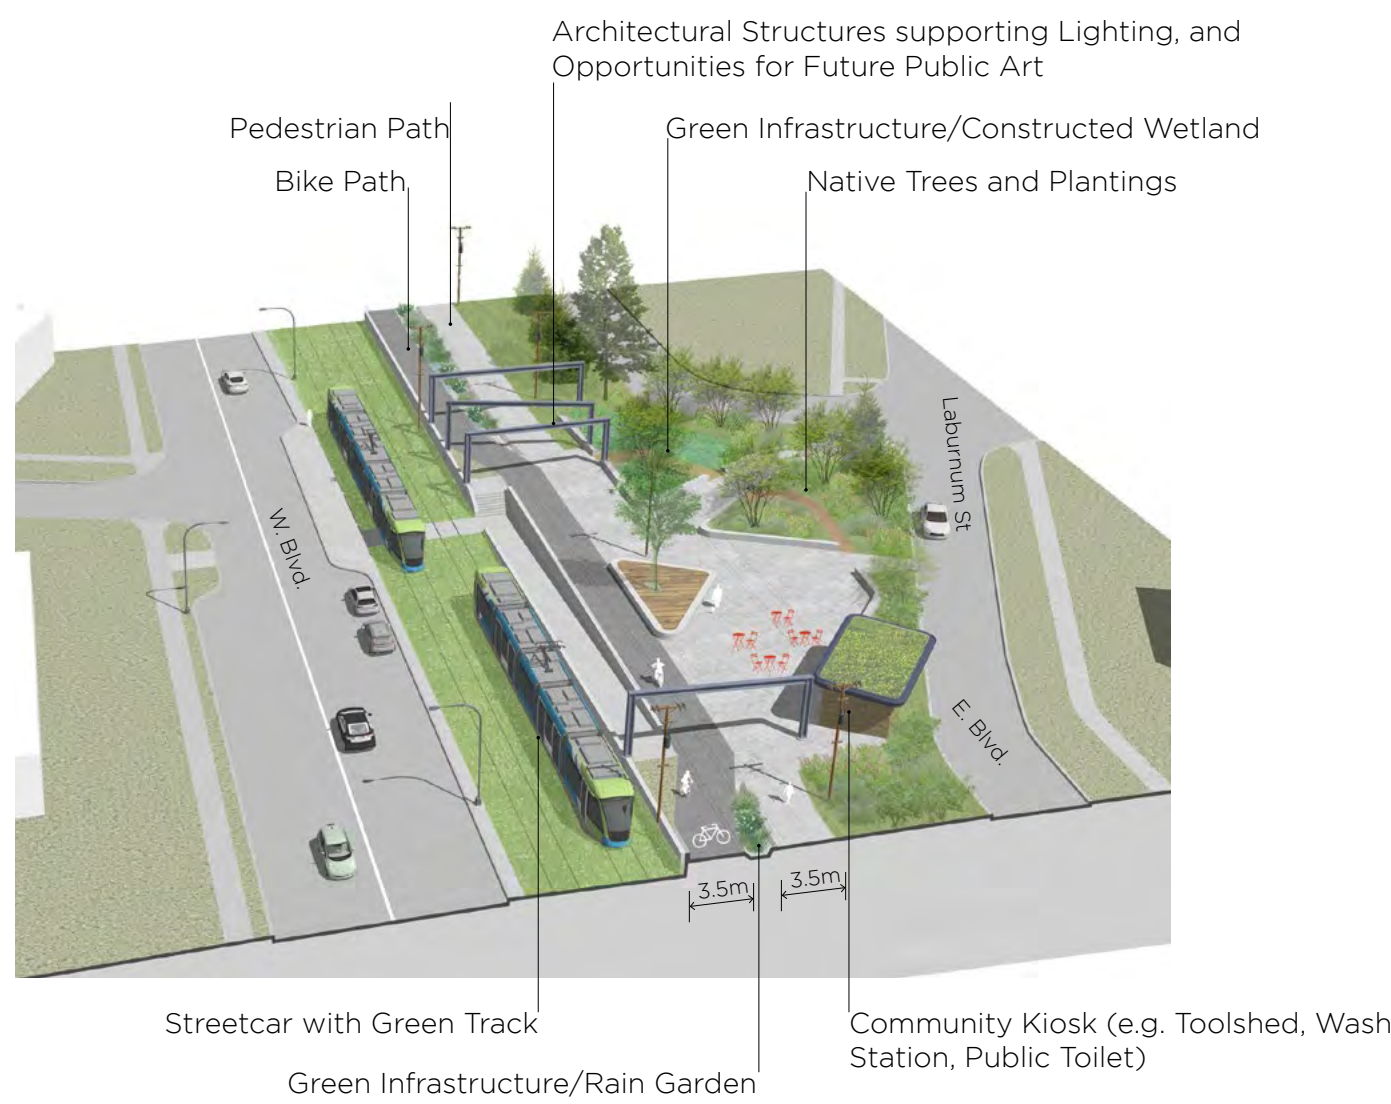 Architectural Structures supporting Lighting, and
Opportunities for Future Public Art
Pedestrian Path
Green Infrastructure/Constructed Wetland
Bike Path
Native Trees and Plantings
Laburnum St
W. Blvd.
E. Blvd.
3.5m
3.5m
Streetcar with Green Track
Community Kiosk (e.g. Toolshed, Wash
Station, Public Toilet)
Green Infrastructure/Rain Garden